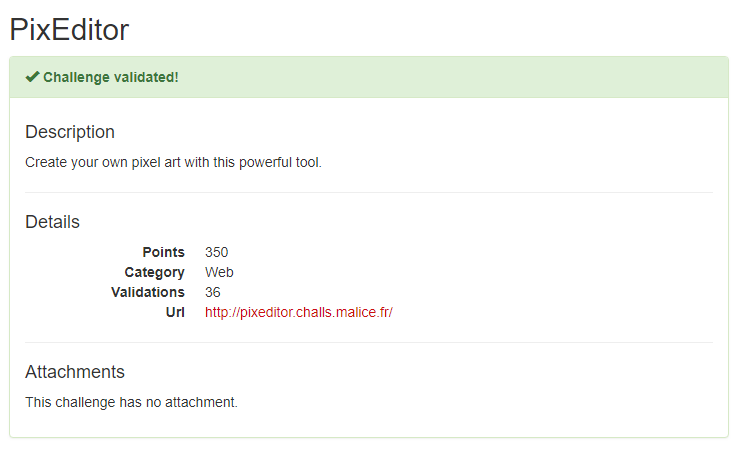 PixEditor
✔ Challenge validated!
Description
Create your own pixel art with this powerful tool.
Details
Points 350
Category Web
Validations 36
Url http://pixeditor.challs.malice.fr/
Attachments
This challenge has no attachment.